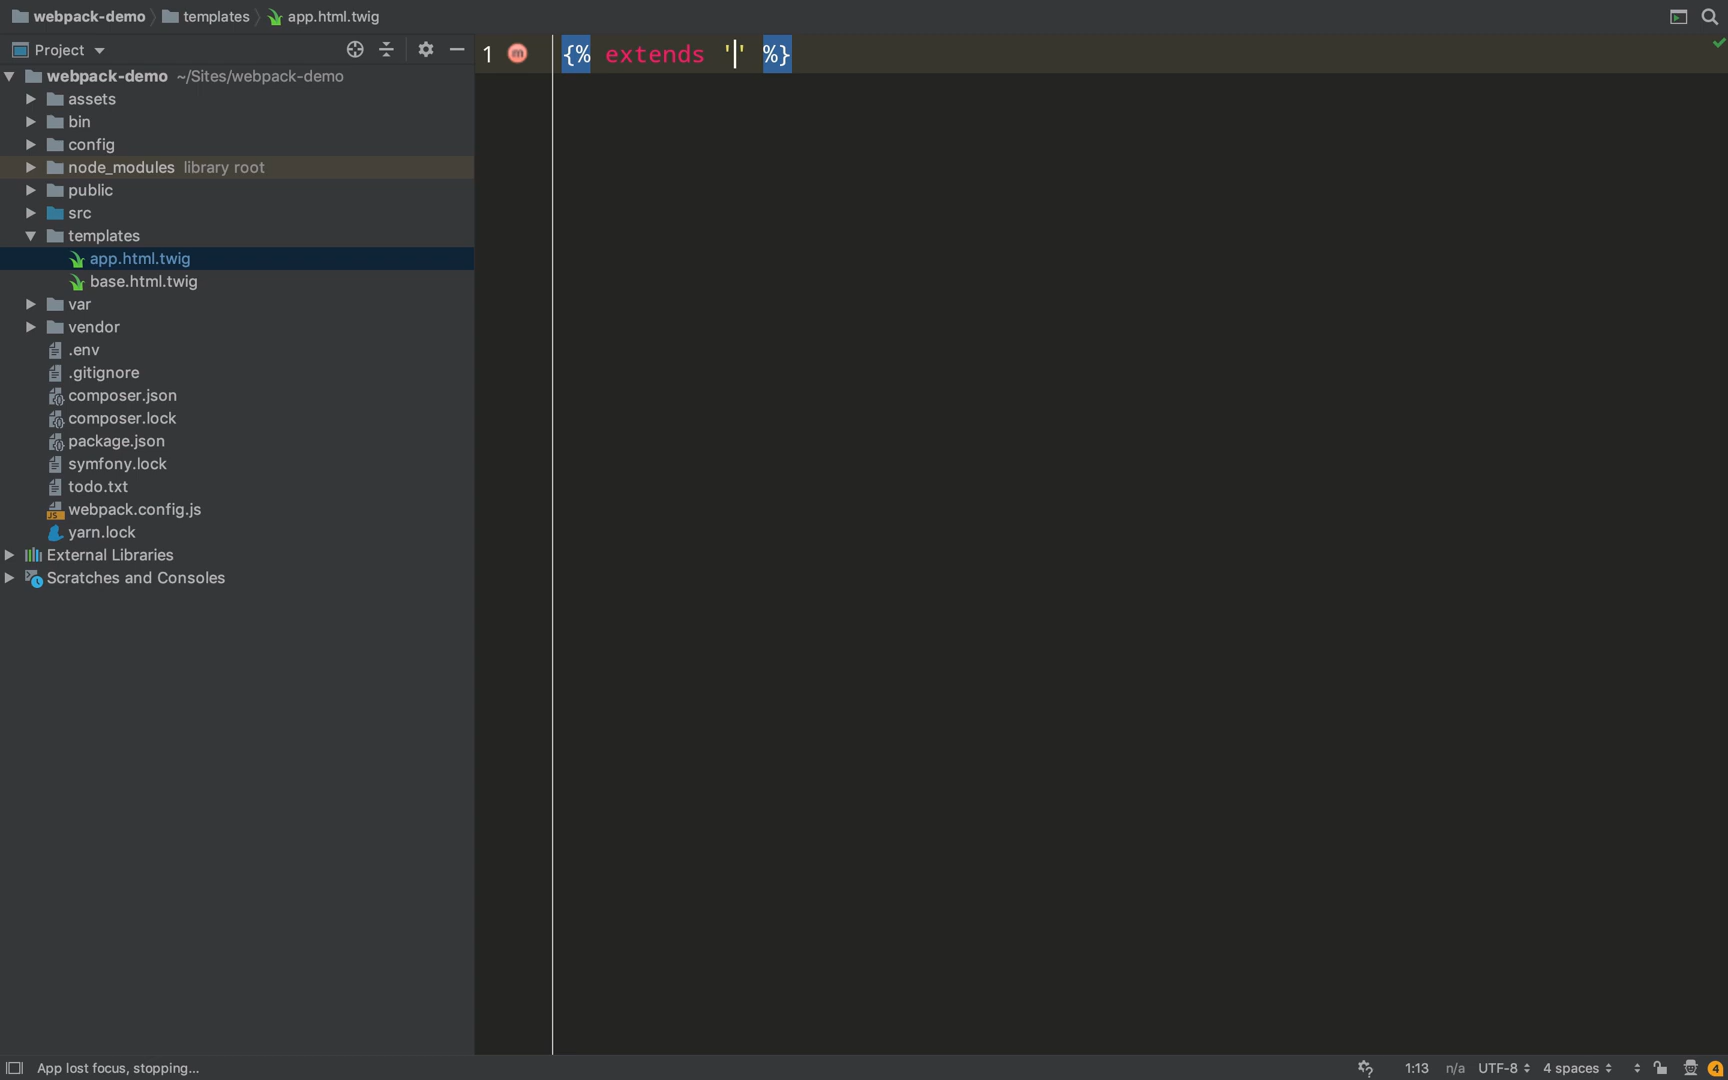 webpack-demo templates app.html.twig
Project
webpack-demo ~/Sites/webpack-demo
assets
bin
config
node_modules library root
public
src
templates
app.html.twig
base.html.twig
var
vendor
.env
.gitignore
composer.json
composer.lock
package.json
symfony.lock
todo.txt
webpack.config.js
yarn.lock
External Libraries
Scratches and Consoles
1 m {% extends '' %}
App lost focus, stopping... 1:13 n/a UTF-8 4 spaces 4